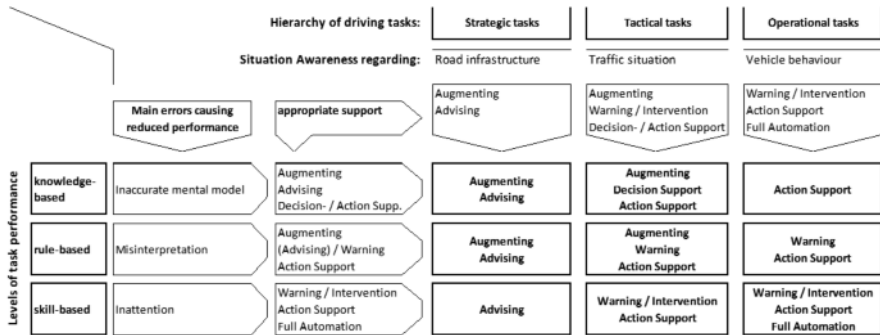 Hierarchy of driving tasks: Strategic tasks Tactical tasks Operational tasks
Situation Awareness regarding: Road infrastructure Traffic situation Vehicle behaviour
Main errors causing
reduced performance
appropriate support
Augmenting
Advising
Augmenting
Warning / Intervention
Decision- / Action Support
Warning / Intervention
Action Support
Full Automation
Levels of task performance
knowledge-
based
Inaccurate mental model
Augmenting
Advising
Decision- / Action Supp.
Augmenting
Advising
Augmenting
Decision Support
Action Support
Action Support
rule-based
Misinterpretation
Augmenting
(Advising) / Warning
Action Support
Augmenting
Advising
Augmenting
Warning
Action Support
Warning
Action Support
skill-based
Inattention
Warning / Intervention
Action Support
Full Automation
Advising
Warning / Intervention
Action Support
Warning / Intervention
Action Support
Full Automation